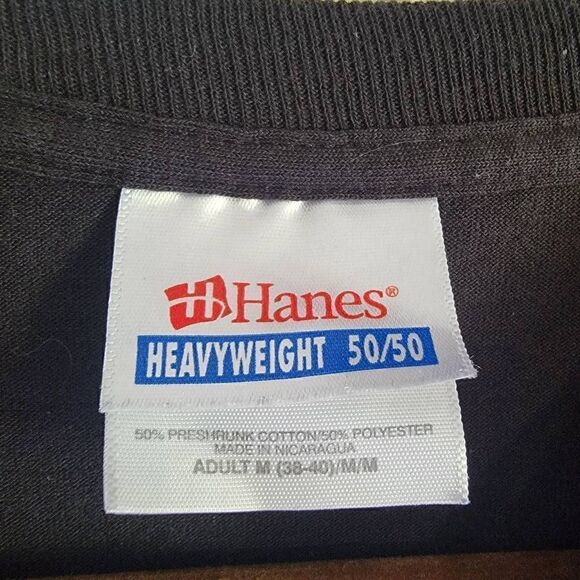 Hanes®
HEAVYWEIGHT 50/50
50% PRESHRUNK COTTON/50% POLYESTER
MADE IN NICARAGUA
ADULT M (38-40)/M/M